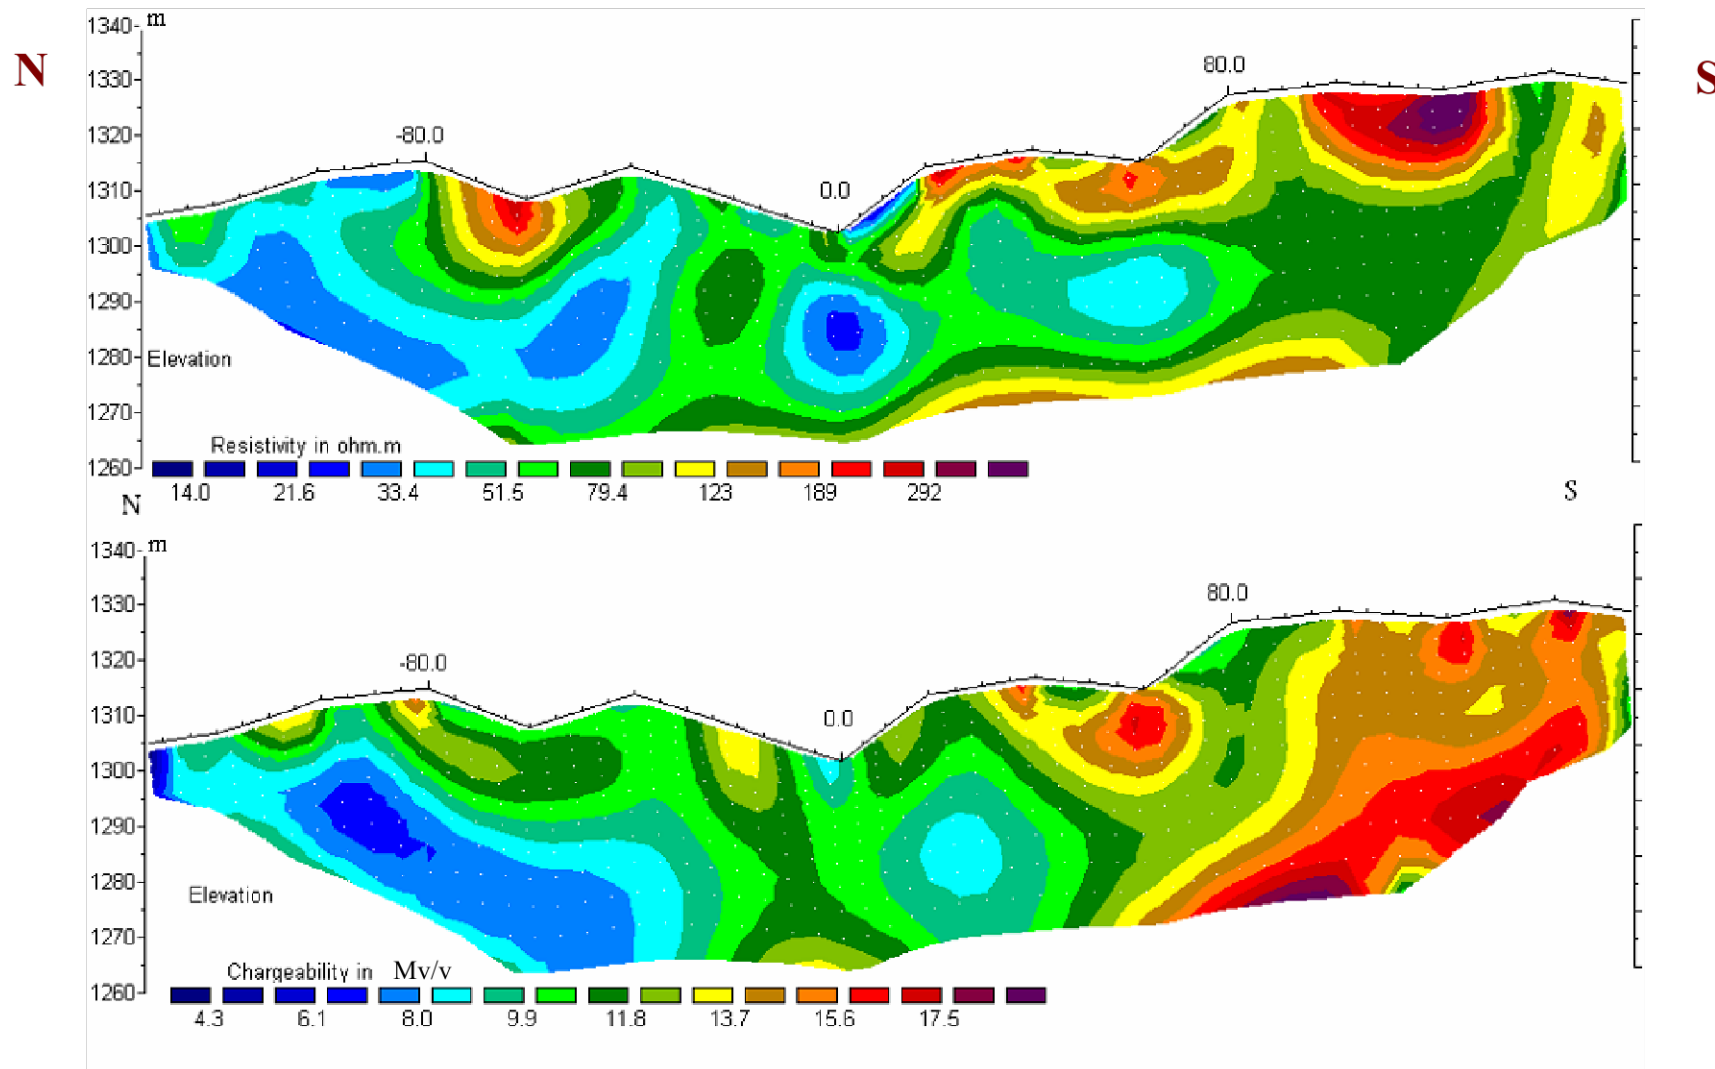 1340 m
N
S
1330
80.0
1320
-80.0
1310
0.0
1300
1290
1280
Elevation
1270
Resistivity in ohm.m
1260
14.0 21.6 33.4 51.5 79.4 123 189 292
N S
1340 m
1330
80.0
1320
-80.0
1310
0.0
1300
1290
1280
Elevation
1270
Chargeability in Mv/v
1260
4.3 6.1 8.0 9.9 11.8 13.7 15.6 17.5